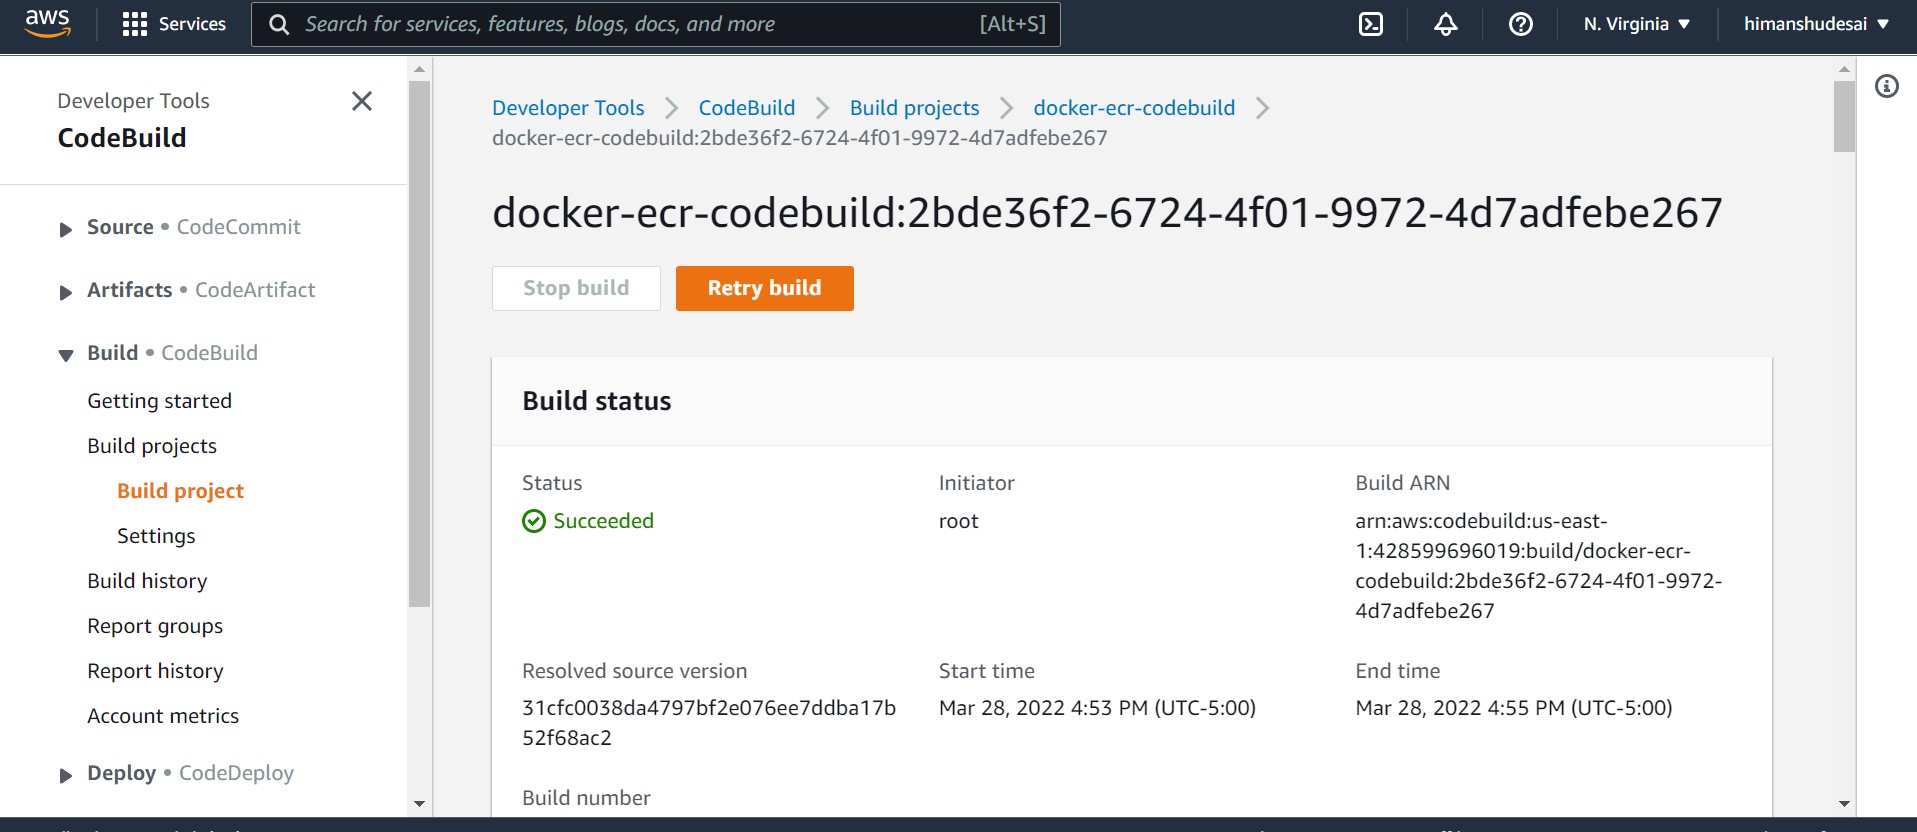 aws Services Search for services, features, blogs, docs, and more [Alt+S] N. Virginia himanshudesai
Developer Tools
CodeBuild
Source • CodeCommit
Artifacts • CodeArtifact
Build • CodeBuild
Getting started
Build projects
Build project
Settings
Build history
Report groups
Report history
Account metrics
Deploy • CodeDeploy
Developer Tools CodeBuild Build projects docker-ecr-codebuild
docker-ecr-codebuild:2bde36f2-6724-4f01-9972-4d7adfebe267
docker-ecr-codebuild:2bde36f2-6724-4f01-9972-4d7adfebe267
Stop build Retry build
Build status
Status
Succeeded
Initiator
root
Build ARN
arn:aws:codebuild:us-east-
1:428599696019:build/docker-ecr-
codebuild:2bde36f2-6724-4f01-9972-
4d7adfebe267
Resolved source version
31cfc0038da4797bf2e076ee7ddba17b
52f68ac2
Start time
Mar 28, 2022 4:53 PM (UTC-5:00)
End time
Mar 28, 2022 4:55 PM (UTC-5:00)
Build number